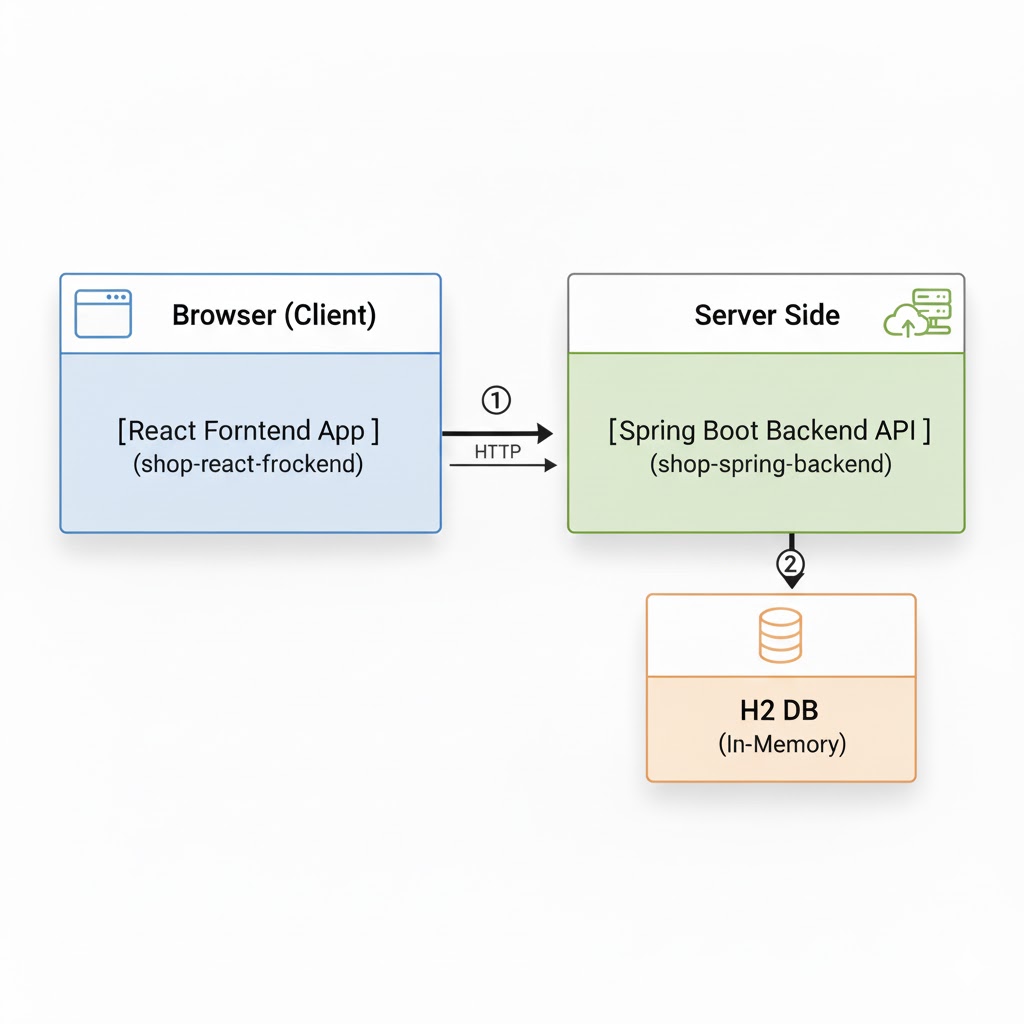 Browser (Client)
[React Forntend App ]
(shop-react-frockend)
①
HTTP
Server Side
[Spring Boot Backend API ]
(shop-spring-backend)
②
H2 DB
(In-Memory)